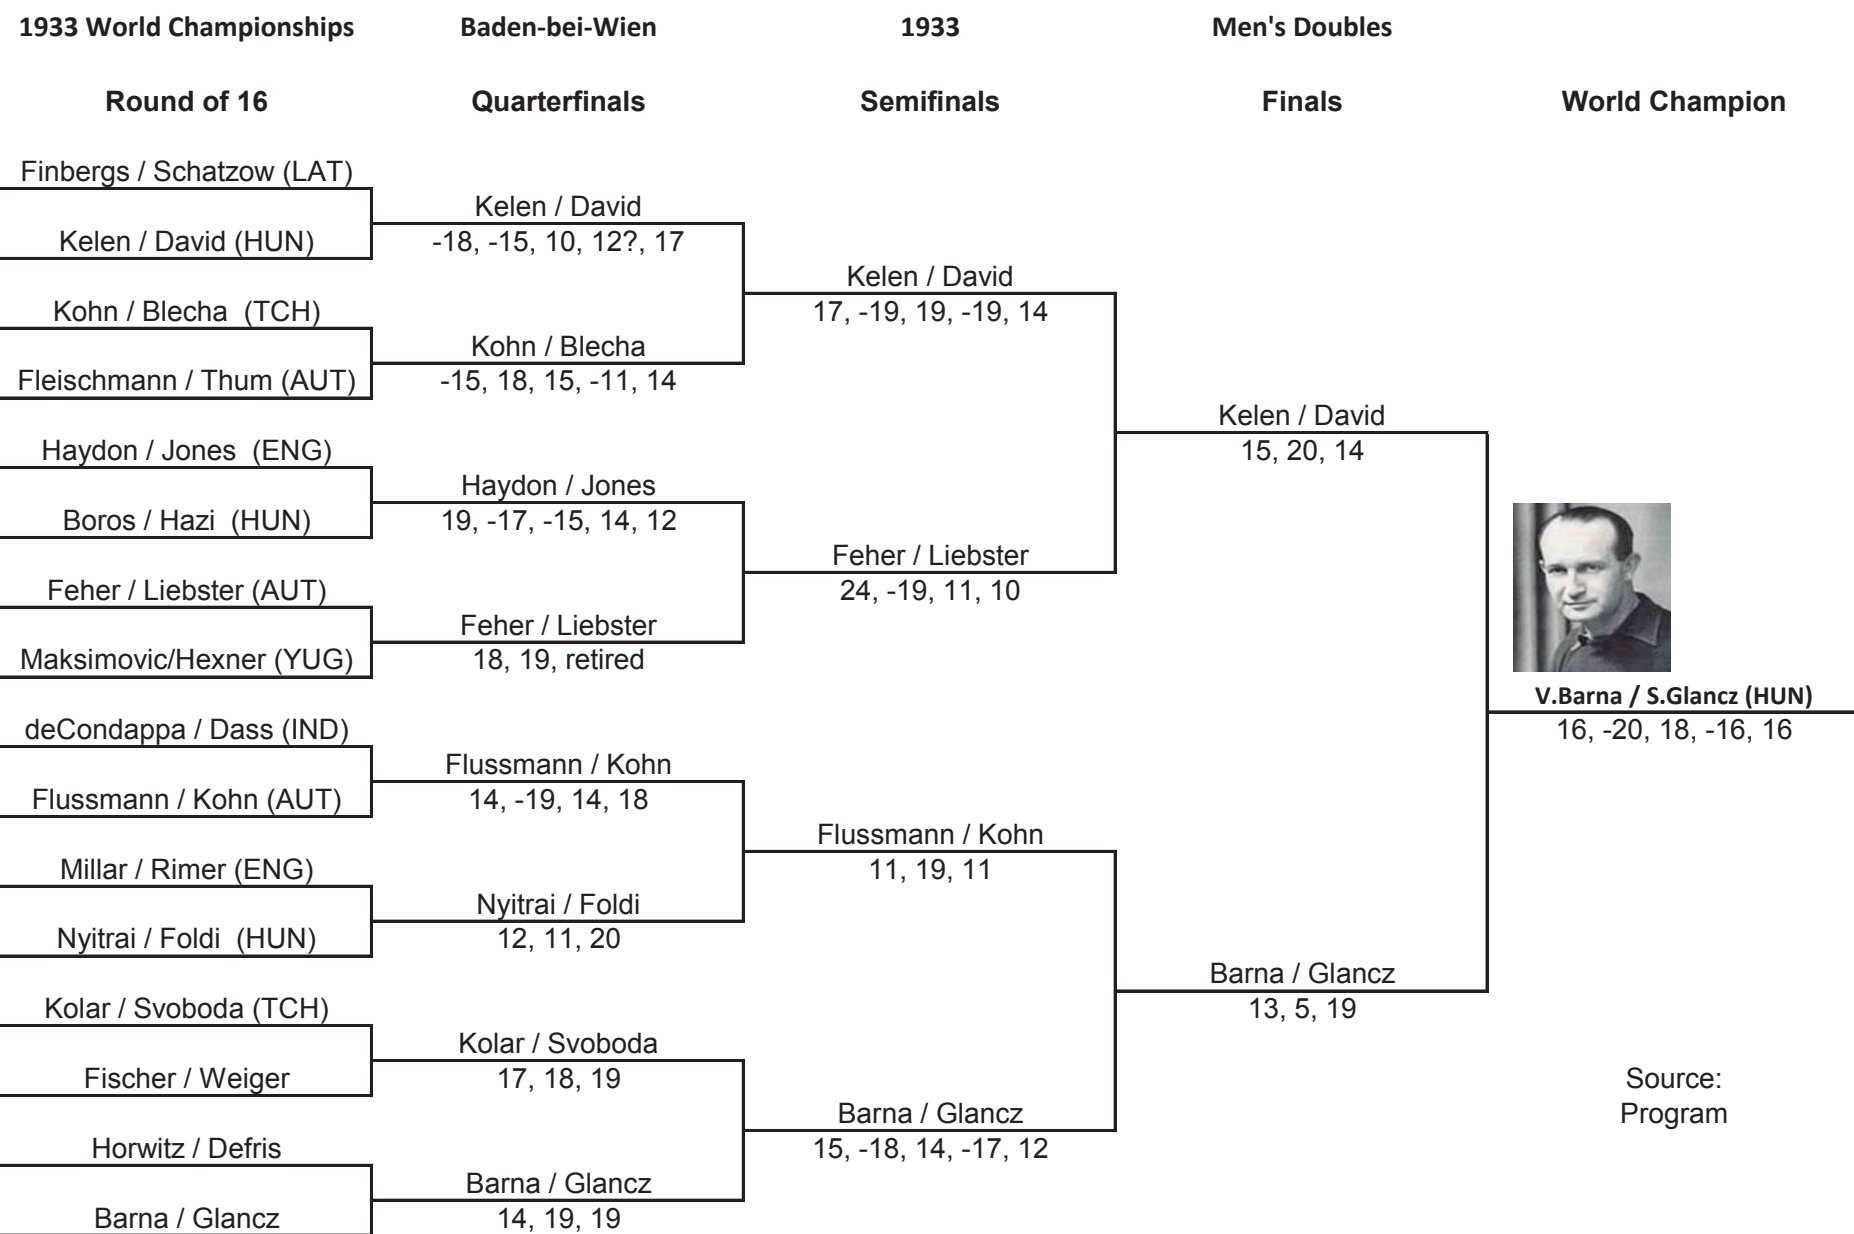 1933 World Championships Baden-bei-Wien 1933 Men's Doubles
Round of 16 Quarterfinals Semifinals Finals World Champion
Finbergs / Schatzow (LAT)
Kelen / David
Kelen / David (HUN)
-18, -15, 10, 12?, 17
Kelen / David
Kohn / Blecha (TCH)
17, -19, 19, -19, 14
Kohn / Blecha
Fleischmann / Thum (AUT)
-15, 18, 15, -11, 14
Kelen / David
Haydon / Jones (ENG)
15, 20, 14
Haydon / Jones
Boros / Hazi (HUN)
19, -17, -15, 14, 12
Feher / Liebster
Feher / Liebster (AUT)
24, -19, 11, 10
Feher / Liebster
Maksimovic/Hexner (YUG)
18, 19, retired
V.Barna / S.Glancz (HUN)
deCondappa / Dass (IND)
16, -20, 18, -16, 16
Flussmann / Kohn
Flussmann / Kohn (AUT)
14, -19, 14, 18
Flussmann / Kohn
Millar / Rimer (ENG)
11, 19, 11
Nyitrai / Foldi
Nyitrai / Foldi (HUN)
12, 11, 20
Barna / Glancz
Kolar / Svoboda (TCH)
13, 5, 19
Kolar / Svoboda
Fischer / Weiger
17, 18, 19
Source:
Barna / Glancz
Program
Horwitz / Defris
15, -18, 14, -17, 12
Barna / Glancz
Barna / Glancz
14, 19, 19